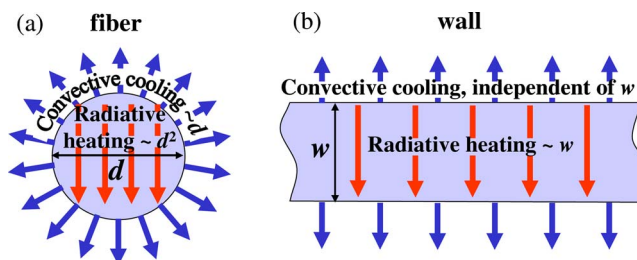 (a) fiber
Convective cooling ~d
Radiative
heating ~ d²
d
(b) wall
Convective cooling, independent of w
w
Radiative heating ~ w